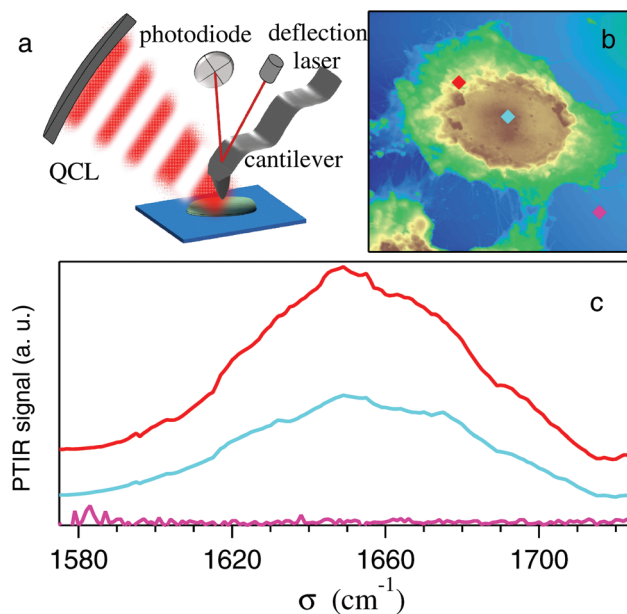 a
photodiode
deflection
laser
cantilever
QCL
b
c
PTIR signal (a. u.)
1580
1620
1660
1700
σ (cm⁻¹)